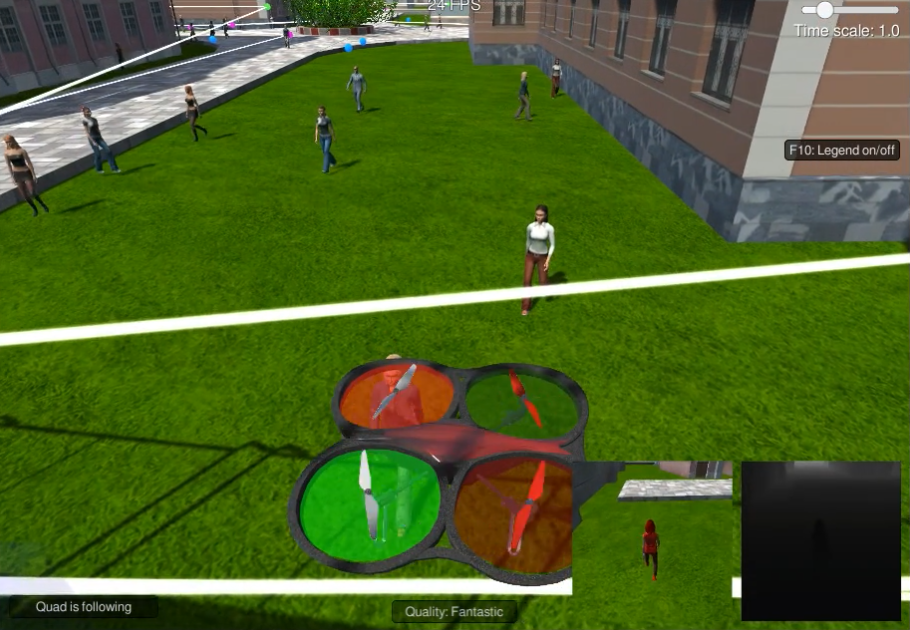 24 FPS
Time scale: 1.0
F10: Legend on/off
Quad is following
Quality: Fantastic